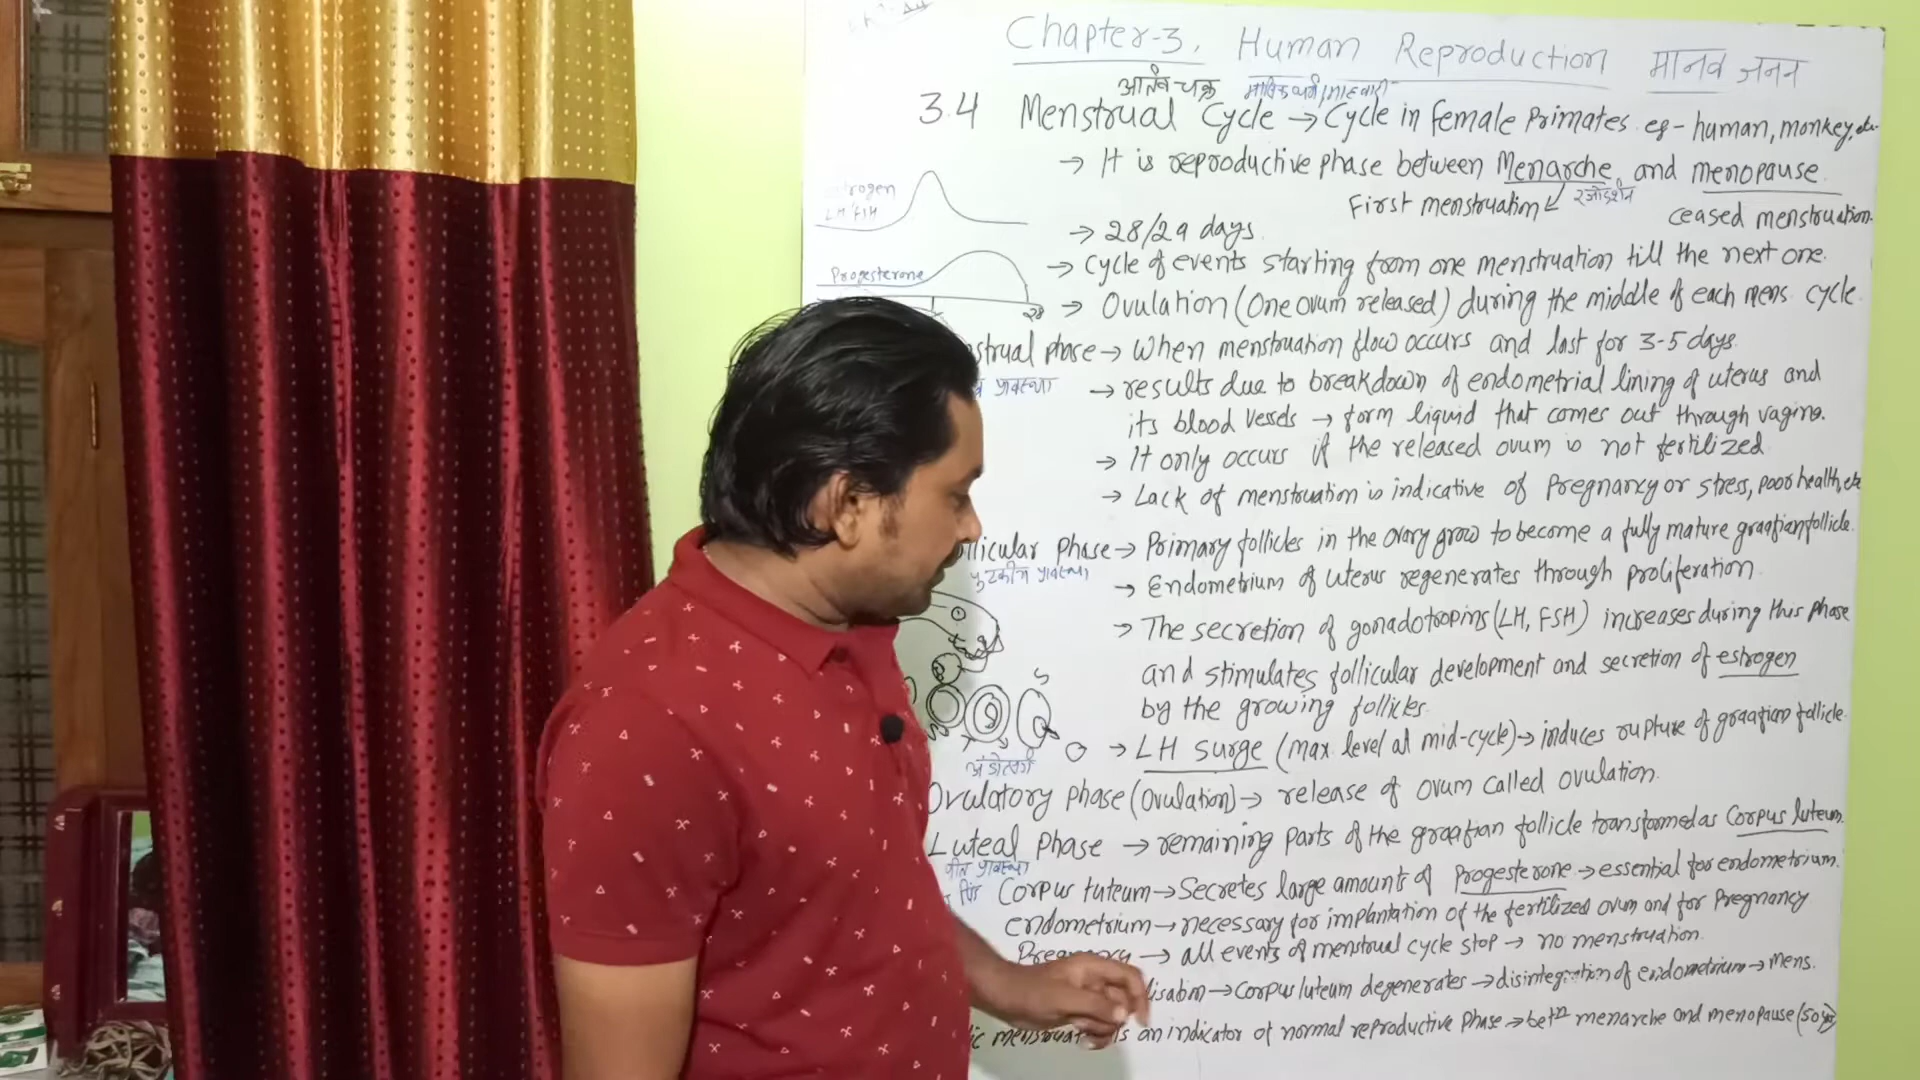 Chapter-3. Human Reproduction मानव जनन
आर्तव चक्र
3.4 Menstrual Cycle → Cycle in female Primates. eg- human, monkey, etc.
→ It is reproductive phase between Menarche and menopause.
First menstruation रजोदर्शन ceased menstruation.
LH FSH
→ 28/29 days.
Progesterone
→ Cycle of events starting from one menstruation till the next one.
28 → Ovulation (One ovum released) during the middle of each mens cycle.
phase → When menstruation flow occurs and last for 3-5 days.
→ results due to breakdown of endometrial lining of uterus and
its blood vessels → form liquid that comes out through vagina.
→ It only occurs if the released ovum is not fertilized
→ Lack of menstruation is indicative of Pregnancy or stress, poor health, etc
Phase → Primary follicles in the ovary grow to become a fully mature graafian follicle.
→ Endometrium of uterus regenerates through proliferation.
→ The secretion of gonadotropins (LH, FSH) increases during this phase
and stimulates follicular development and secretion of estrogen
by the growing follicles.
→ LH surge (max. level at mid-cycle) → induces rupture of graafian follicle.
अंडोत्सर्ग
Ovulatory phase (Ovulation) → release of ovum called ovulation.
Luteal Phase → remaining parts of the graafian follicle transformed as Corpus luteum.
पिंड Corpus luteum → Secretes large amounts of Progesterone → essential for endometrium.
endometrium → necessary for implantation of the fertilized ovum and for Pregnancy
Pregnancy → all events of menstrual cycle stop → no menstruation.
→ corpus luteum degenerates → disintegration of endometrium → mens.
is an indicator of normal reproductive phase → betn menarche and menopause (50